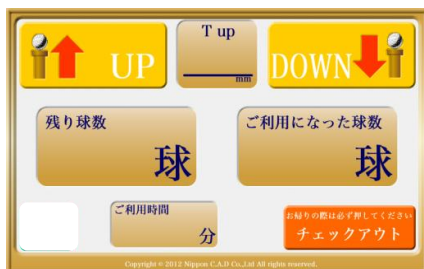 T up
UP
mm
DOWN
残り球数
球
ご利用になった球数
球
ご利用時間
分
お帰りの際は必ず押してください
チェックアウト
Copyright © 2012 Nippon C.A.D Co.,Ltd All rights reserved.